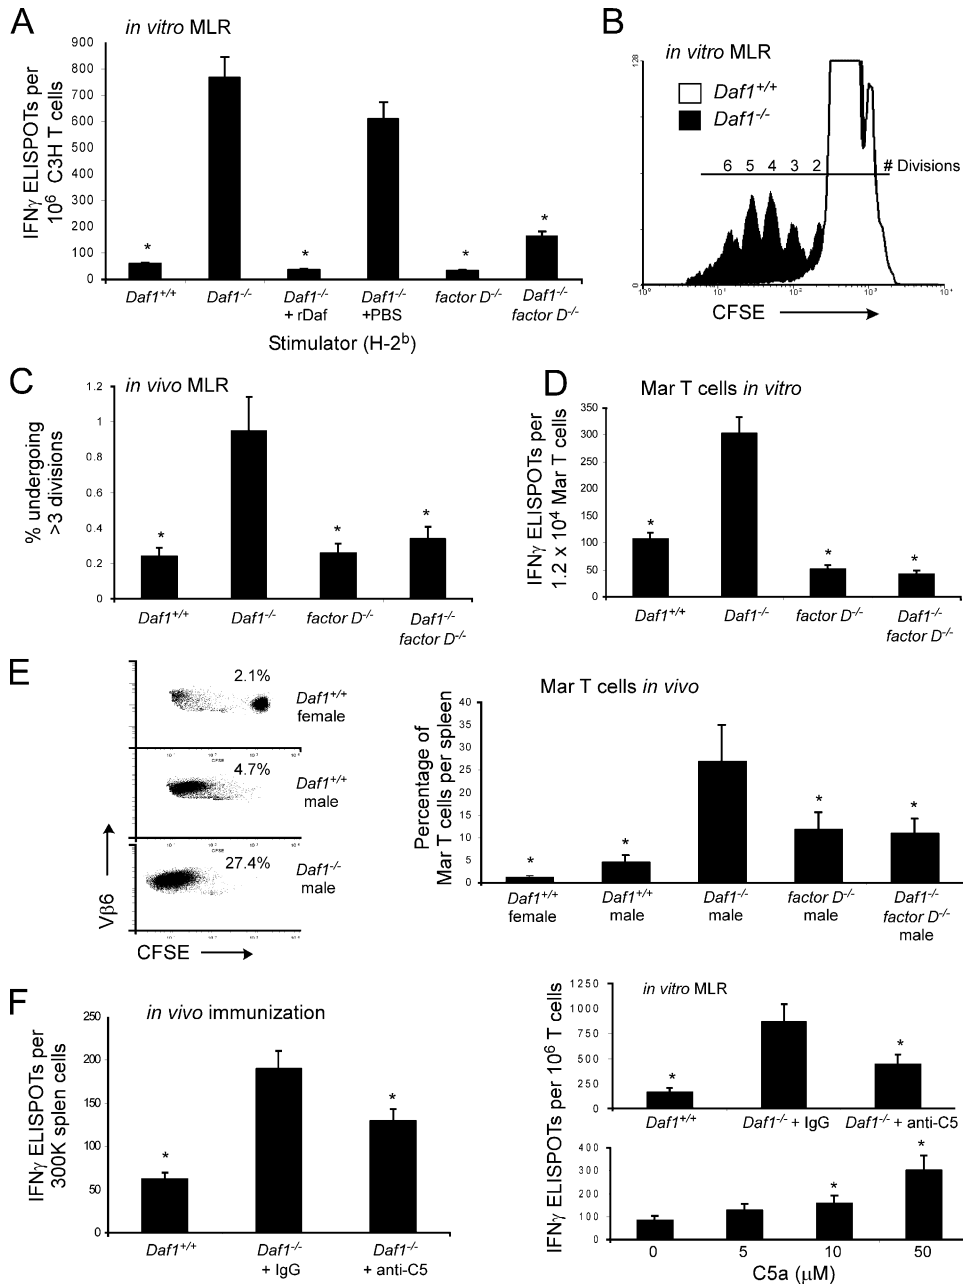 A
in vitro MLR
IFNγ ELISPOTs per
10⁶ C3H T cells
900
800
700
600
500
400
300
200
100
0
*
*
*
*
Daf1+/+
Daf1-/-
Daf1-/-
+ rDaf
Daf1-/-
+PBS
factor D-/-
Daf1-/-
factor D-/-
Stimulator (H-2ᵇ)
B
in vitro MLR
128
Daf1+/+
Daf1-/-
6 5 4 3 2 # Divisions
0
CFSE
C
in vivo MLR
% undergoing
>3 divisions
1.2
1
0.8
0.6
0.4
0.2
0
*
*
*
Daf1+/+
Daf1-/-
factor D-/-
Daf1-/-
factor D-/-
D
Mar T cells in vitro
IFNγ ELISPOTs per
1.2 x 10⁴ Mar T cells
350
300
250
200
150
100
50
0
*
*
*
Daf1+/+
Daf1-/-
factor D-/-
Daf1-/-
factor D-/-
E
2.1%
Daf1+/+
female
CFSE
4.7%
Daf1+/+
male
CFSE
27.4%
Daf1-/-
male
Vβ6
CFSE
Mar T cells in vivo
Percentage of
Mar T cells per spleen
40
35
30
25
20
15
10
5
0
*
*
*
*
Daf1+/+
female
Daf1+/+
male
Daf1-/-
male
factor D-/-
male
Daf1-/-
factor D-/-
male
F
in vivo immunization
IFNγ ELISPOTs per
300K splen cells
250
200
150
100
50
0
*
*
Daf1+/+
Daf1-/-
+ IgG
Daf1-/-
+ anti-C5
IFNγ ELISPOTs per 10⁶ T cells
in vitro MLR
1250
1000
750
500
250
0
*
*
Daf1+/+
Daf1-/- + IgG
Daf1-/- + anti-C5
400
300
200
100
0
*
*
0
5
10
50
C5a (μM)